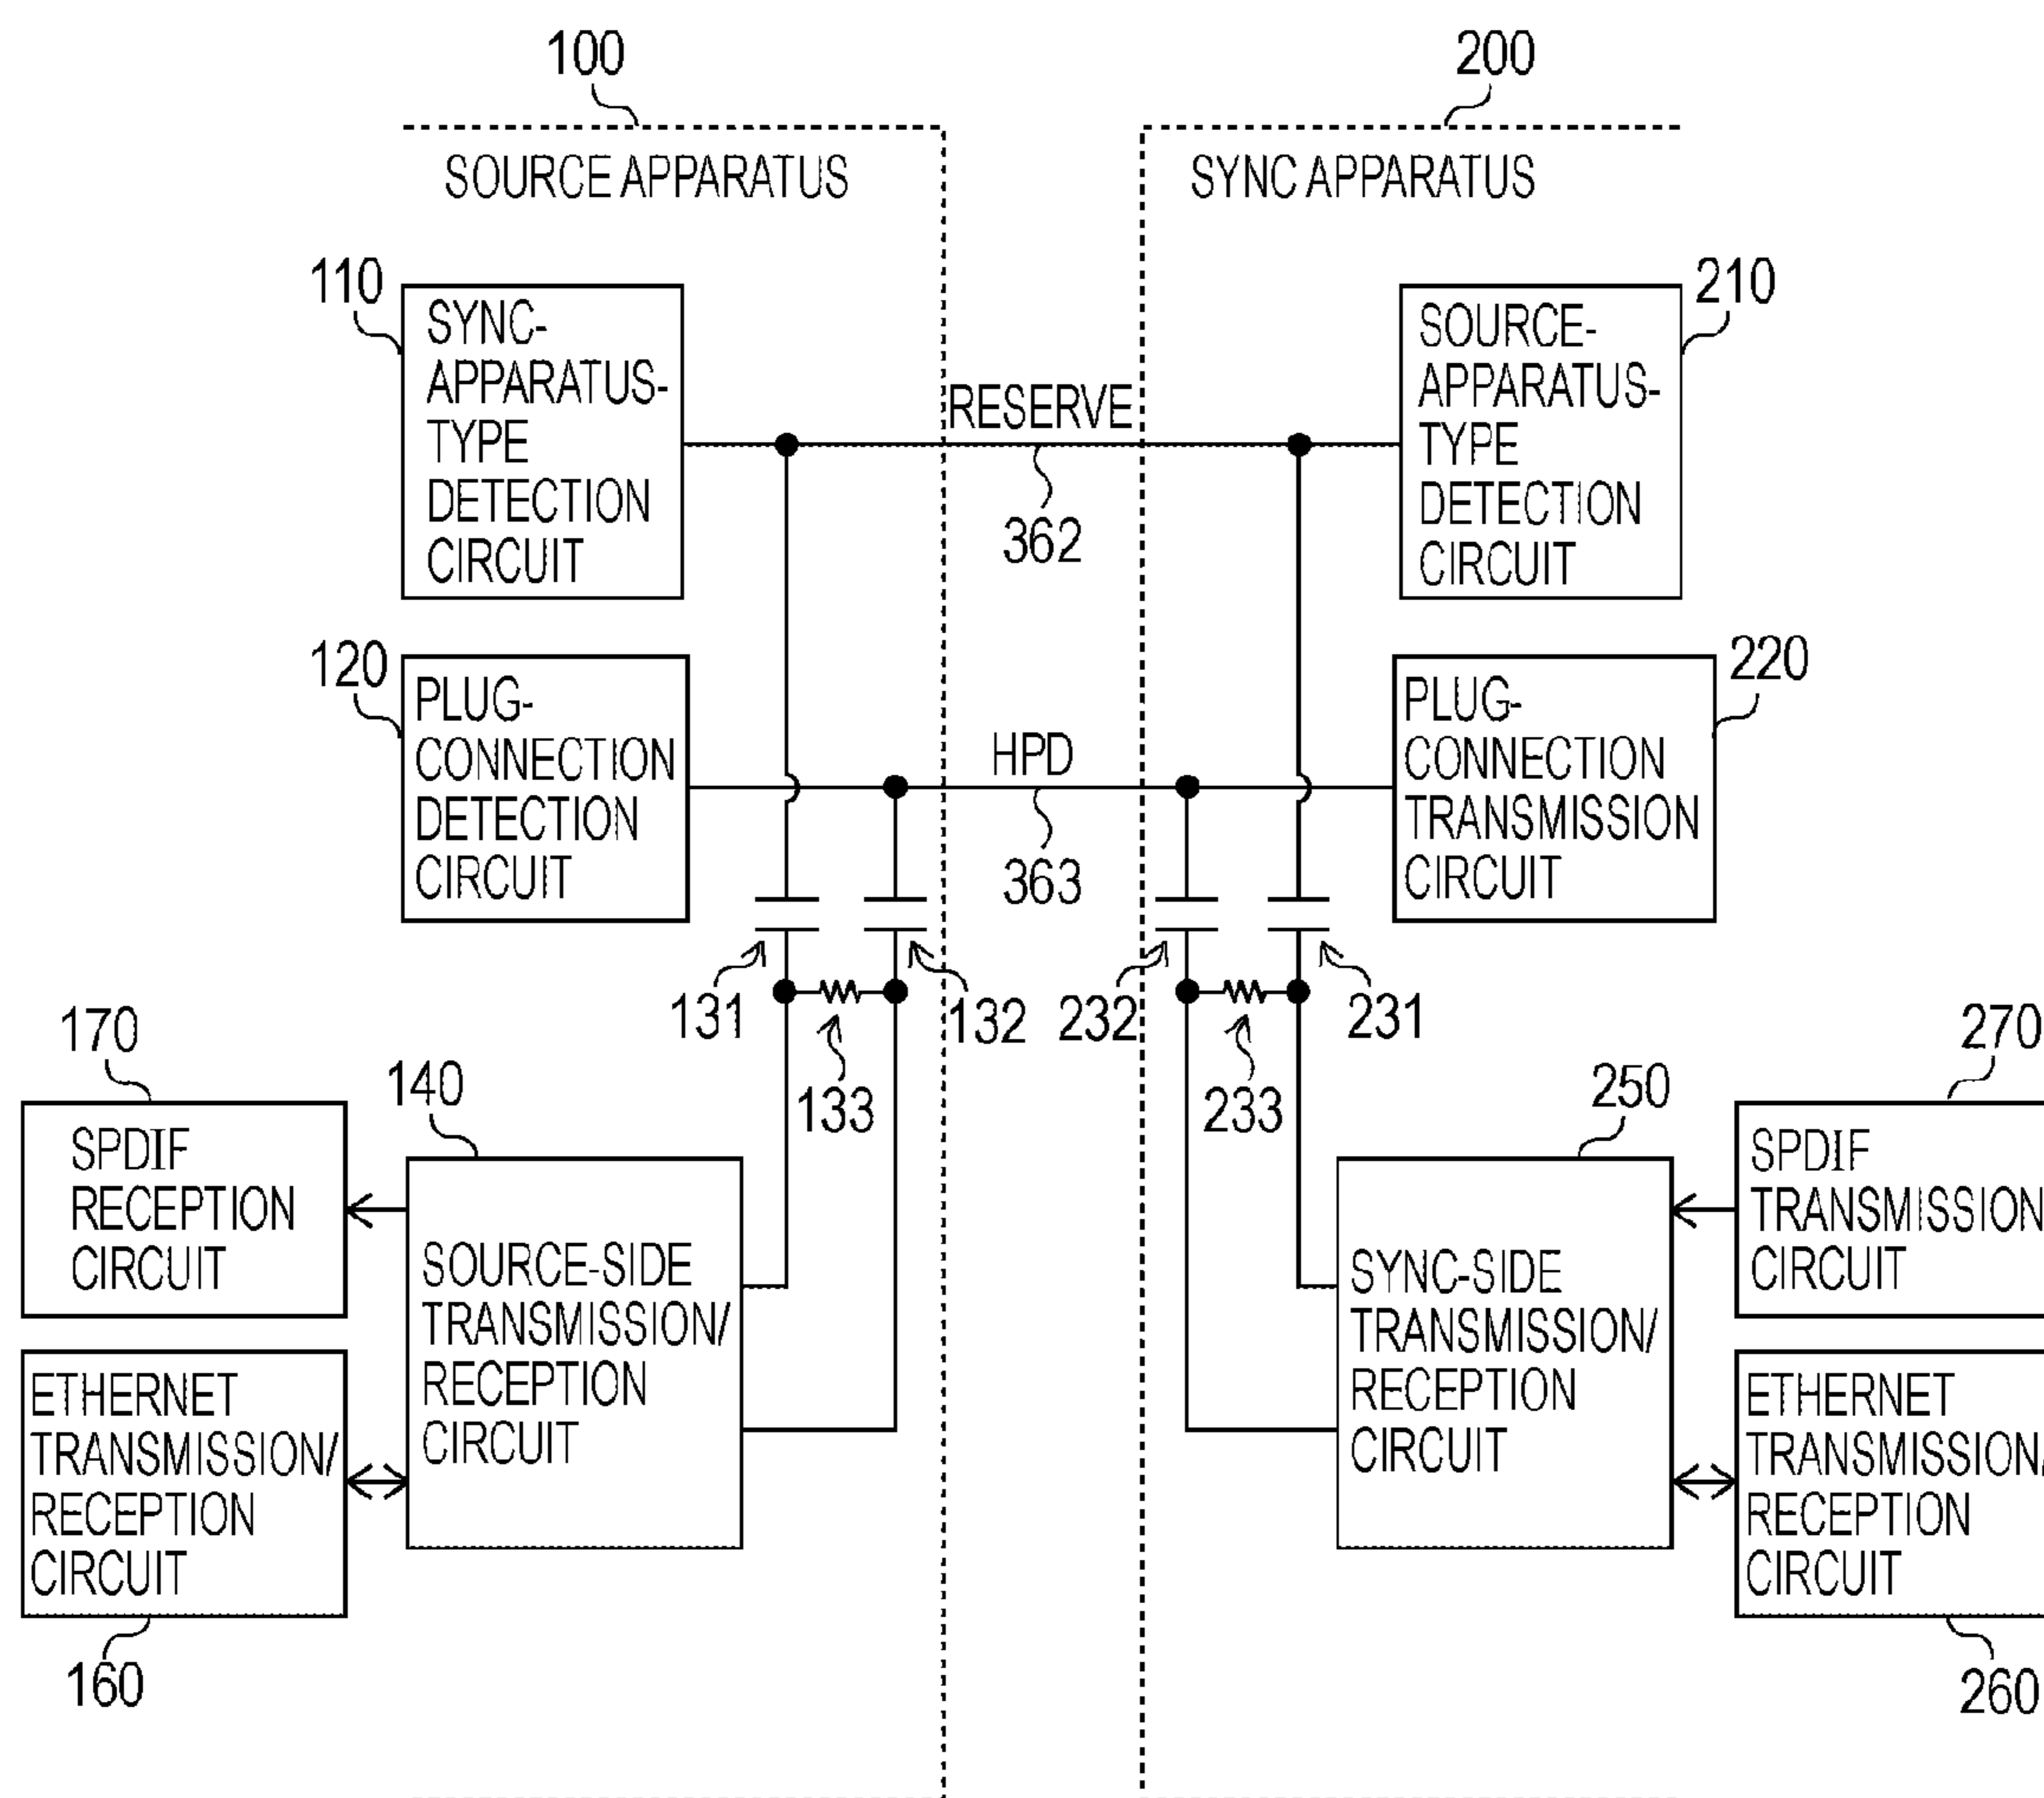 100
200
SOURCE APPARATUS
SYNC APPARATUS
110
SYNC-
APPARATUS-
TYPE
DETECTION
CIRCUIT
RESERVE
362
210
SOURCE-
APPARATUS-
TYPE
DETECTION
CIRCUIT
120
PLUG-
CONNECTION
DETECTION
CIRCUIT
HPD
363
220
PLUG-
CONNECTION
TRANSMISSION
CIRCUIT
131
132
133
232
231
233
170
SPDIF
RECEPTION
CIRCUIT
140
SOURCE-SIDE
TRANSMISSION/
RECEPTION
CIRCUIT
250
SYNC-SIDE
TRANSMISSION/
RECEPTION
CIRCUIT
270
SPDIF
TRANSMISSION
CIRCUIT
ETHERNET
TRANSMISSION/
RECEPTION
CIRCUIT
160
ETHERNET
TRANSMISSION/
RECEPTION
CIRCUIT
260